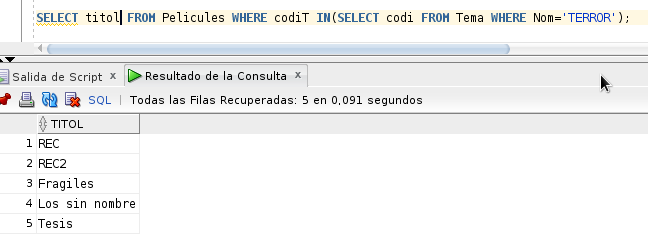 SELECT titol FROM Pelicules WHERE codiT IN(SELECT codi FROM Tema WHERE Nom='TERROR');
Salida de Script x Resultado de la Consulta x
SQL | Todas las Filas Recuperadas: 5 en 0,091 segundos
TITOL
1 REC
2 REC2
3 Fragiles
4 Los sin nombre
5 Tesis